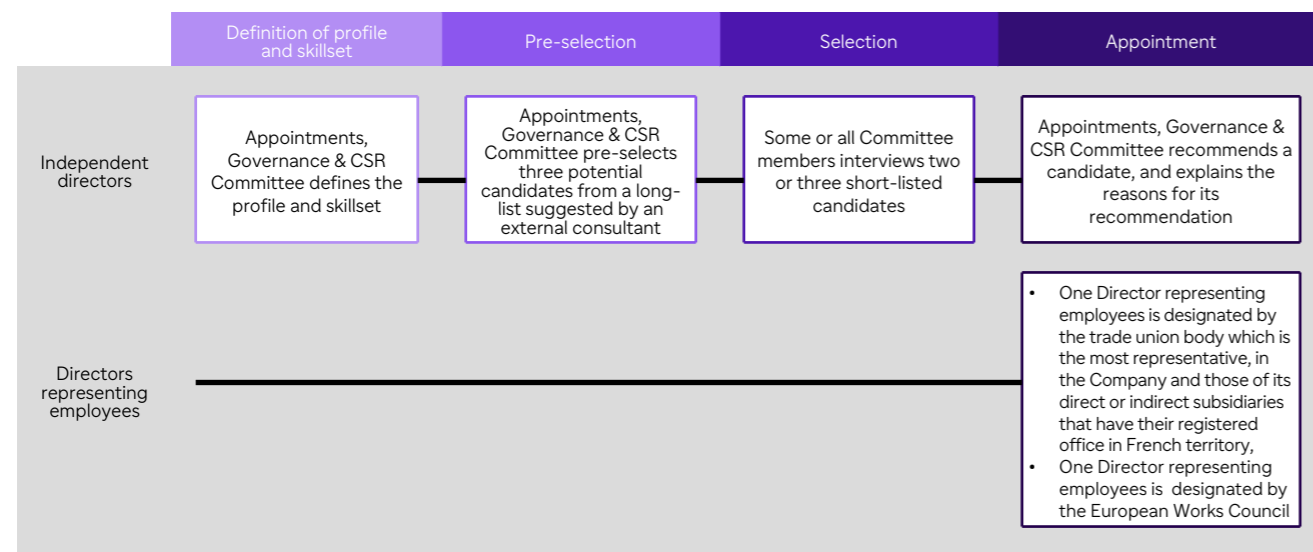 Definition of profile
and skillset
Pre-selection
Selection
Appointment
Independent
directors
Appointments,
Governance & CSR
Committee defines the
profile and skillset
Appointments,
Governance & CSR
Committee pre-selects
three potential
candidates from a long-
list suggested by an
external consultant
Some or all Committee
members interviews two
or three short-listed
candidates
Appointments, Governance &
CSR Committee recommends a
candidate, and explains the
reasons for its
recommendation
Directors
representing
employees
• One Director representing
employees is designated by
the trade union body which is
the most representative, in
the Company and those of its
direct or indirect subsidiaries
that have their registered
office in French territory,
• One Director representing
employees is designated by
the European Works Council